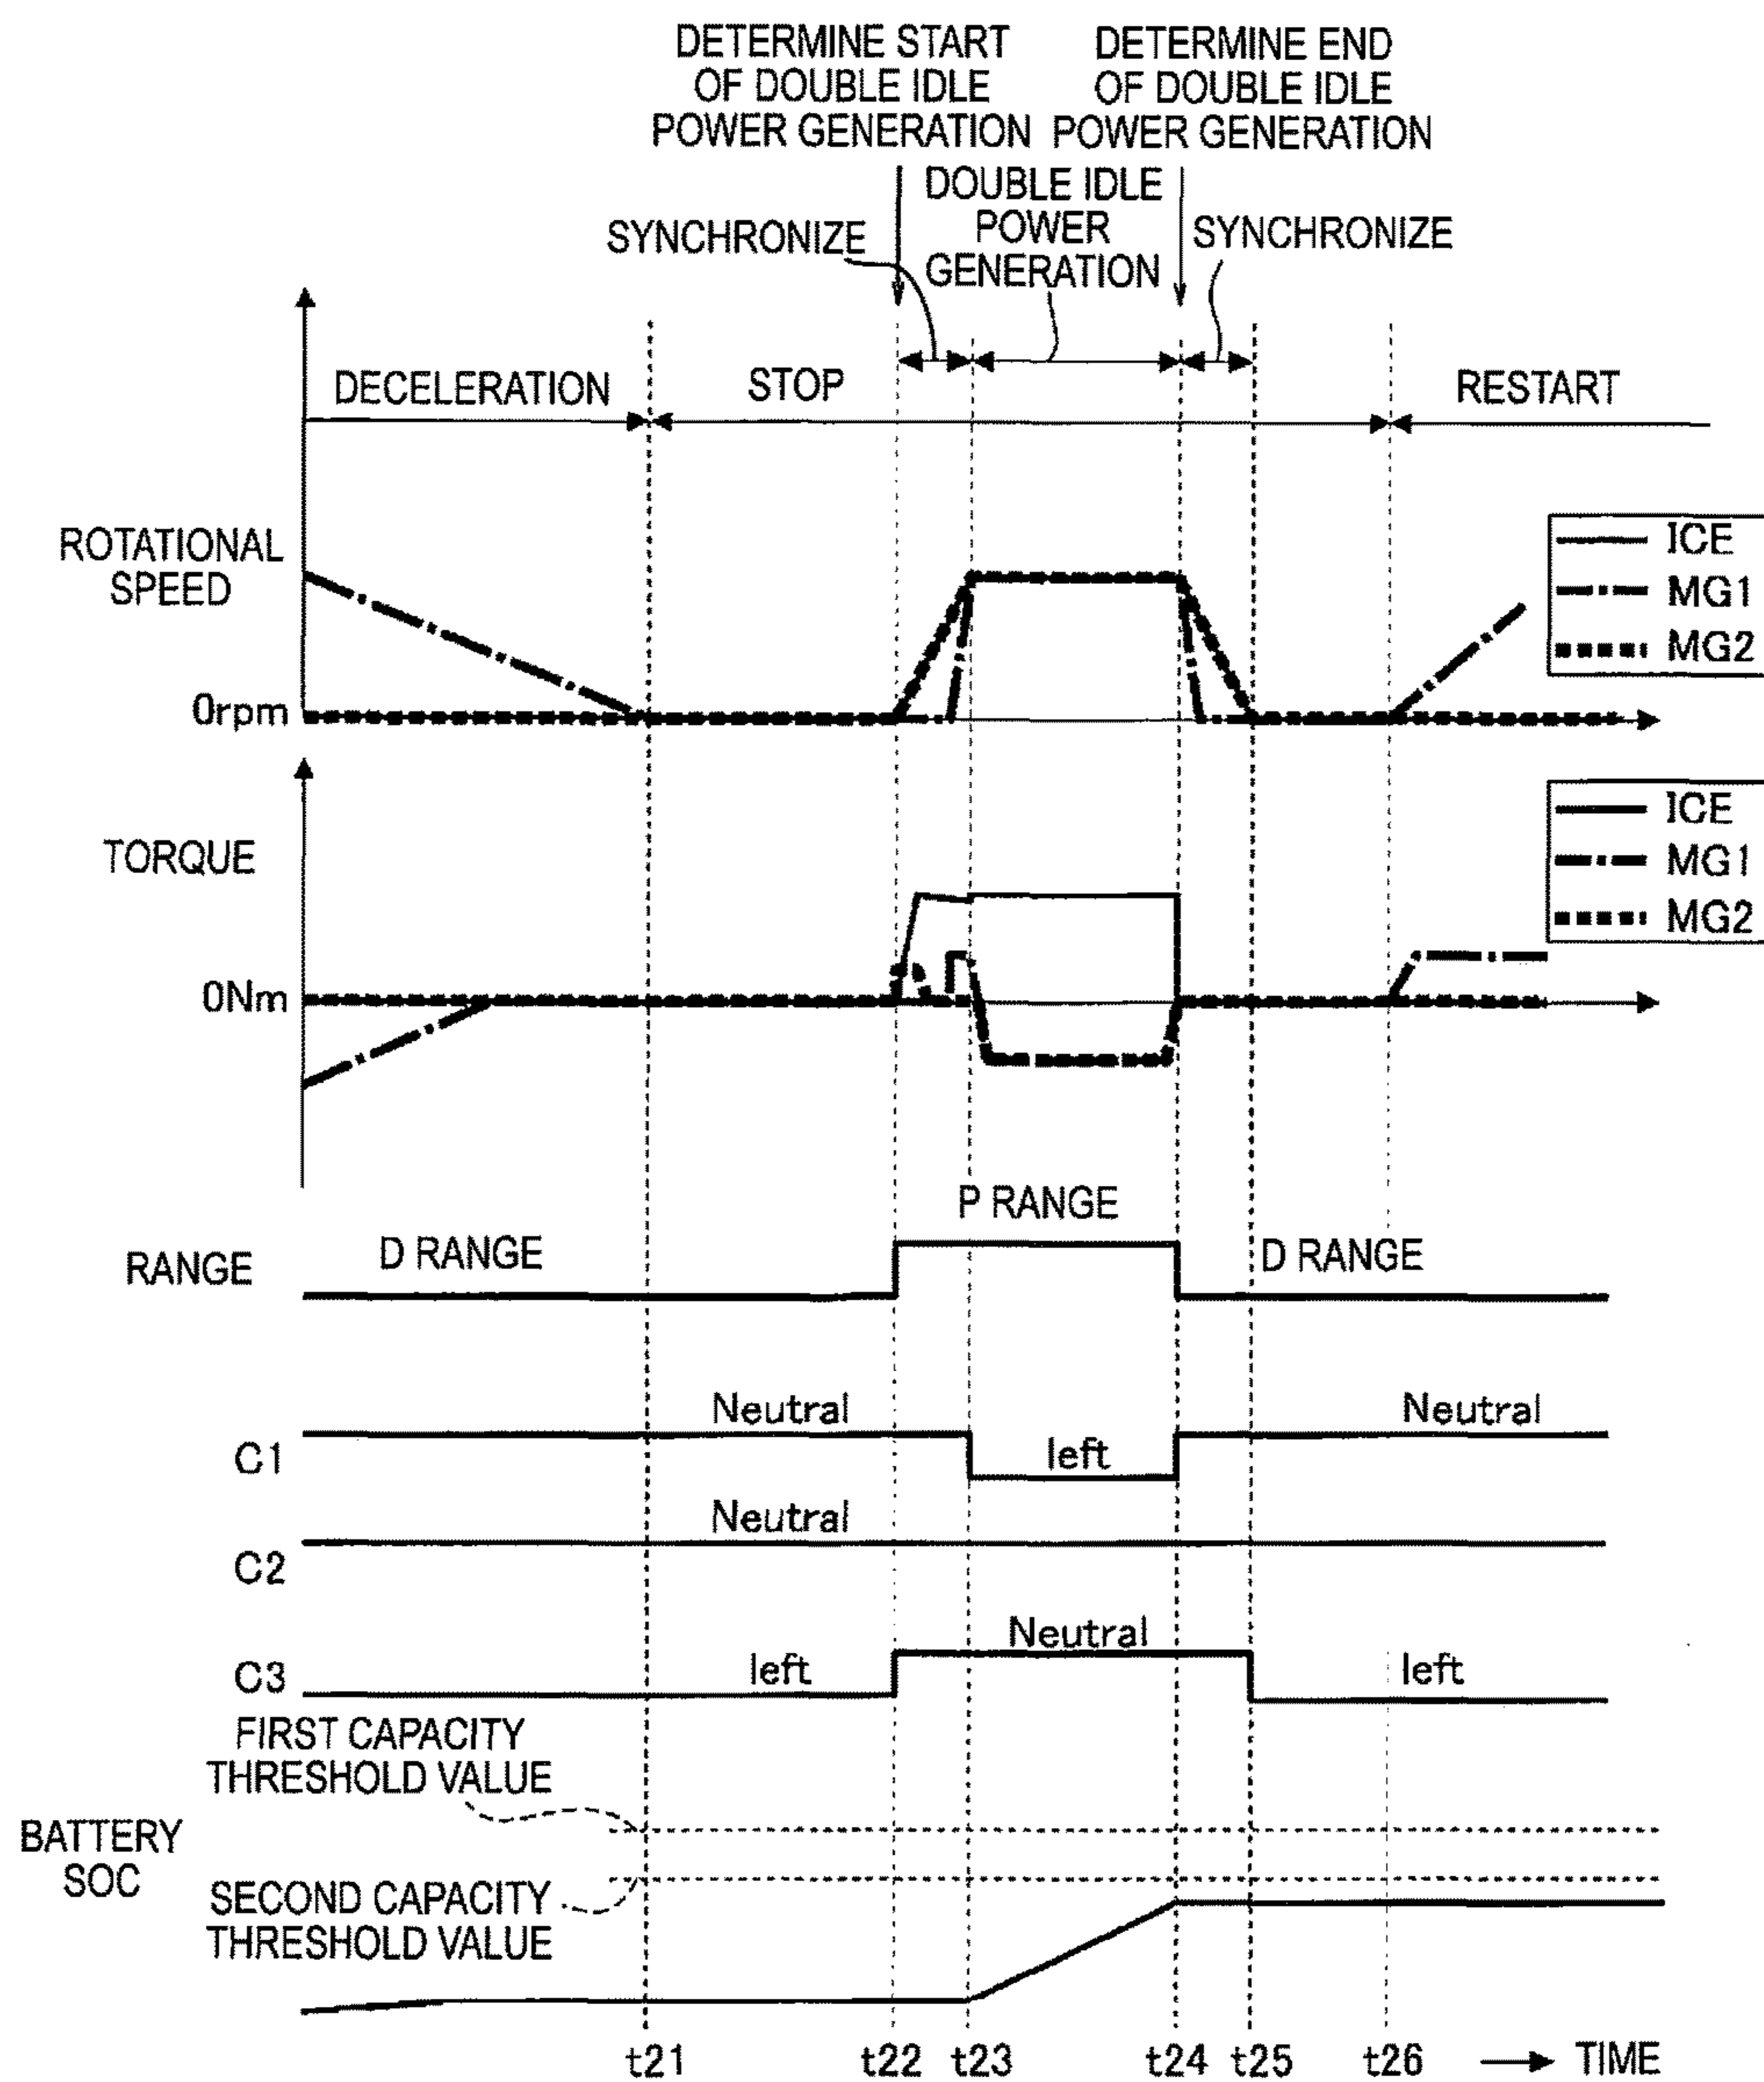 DETERMINE START
OF DOUBLE IDLE
POWER GENERATION
DETERMINE END
OF DOUBLE IDLE
POWER GENERATION
DOUBLE IDLE
POWER
GENERATION
SYNCHRONIZE
SYNCHRONIZE
DECELERATION
STOP
RESTART
ROTATIONAL
SPEED
0rpm
ICE
MG1
MG2
TORQUE
0Nm
ICE
MG1
MG2
RANGE
D RANGE
P RANGE
D RANGE
C1
Neutral
left
Neutral
C2
Neutral
C3
left
Neutral
left
FIRST CAPACITY
THRESHOLD VALUE
BATTERY
SOC
SECOND CAPACITY
THRESHOLD VALUE
t21
t22
t23
t24
t25
t26
TIME